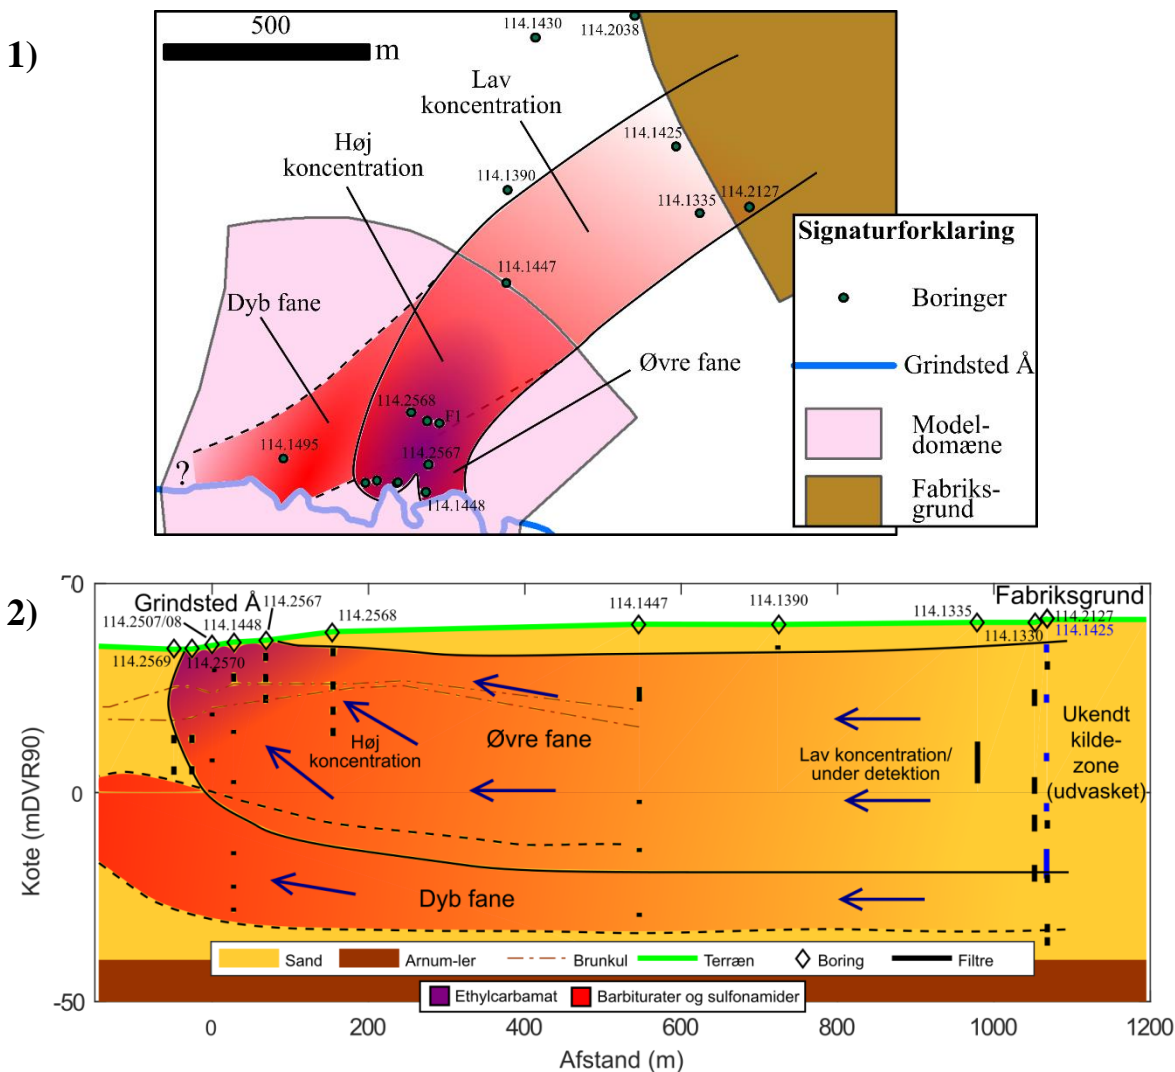 1)
500
m
114.1430
114.2038
Lav
koncentration
Høj
koncentration
114.1425
114.1390
114.1335
114.2127
114.1447
Dyb fane
Øvre fane
114.2568
F1
114.1495
114.2567
?
114.1448
Signaturforklaring
Boringer
Grindsted Å
Model-
domæne
Fabriks-
grund
2)
70
Grindsted Å
Fabriksgrund
114.2507/08
114.1448
114.2567
114.2568
114.1447
114.1390
114.1335
114.2127
114.1330
114.1425
114.2569
114.2570
Høj
koncentration
Øvre fane
Lav koncentration/
under detektion
Ukendt
kilde-
zone
(udvasket)
0
Kote (mDVR90)
Dyb fane
Sand
Arnum-ler
Brunkul
Terræn
Boring
Filtre
-50
Ethylcarbamat
Barbiturater og sulfonamider
0
200
400
600
800
1000
1200
Afstand (m)